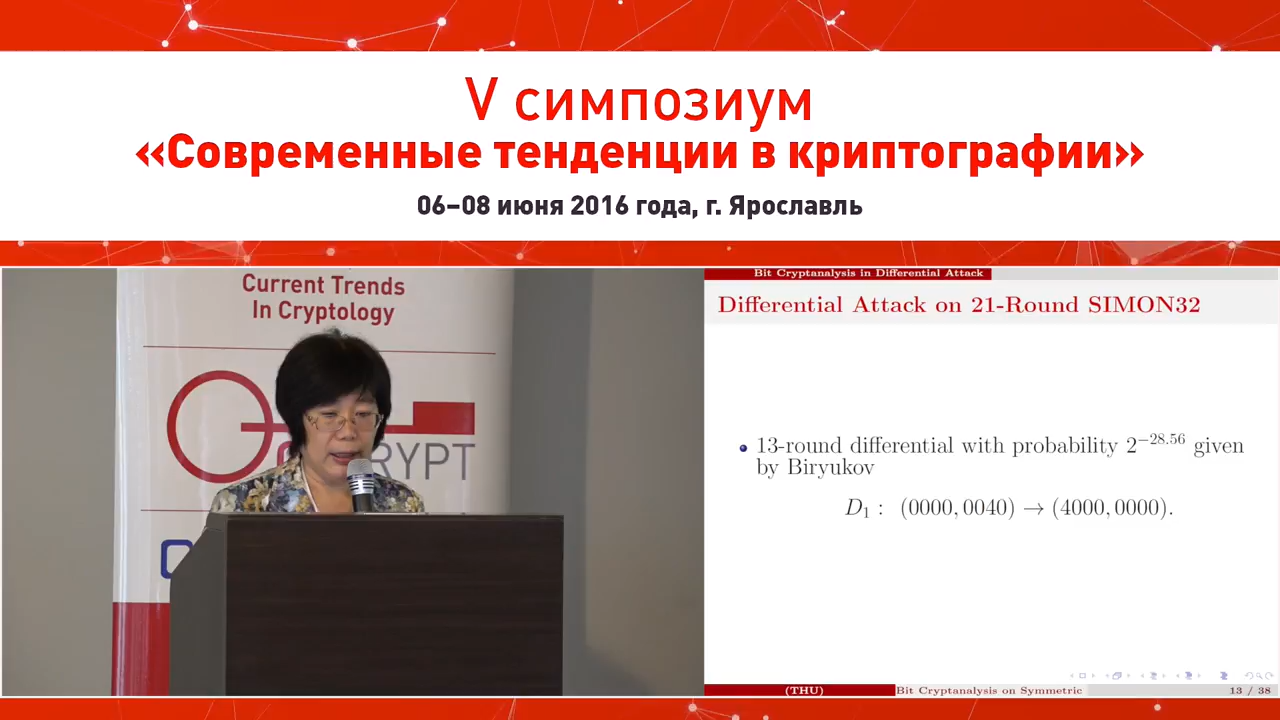 V симпозиум
«Современные тенденции в криптографии»
06–08 июня 2016 года, г. Ярославль
Current Trends
In Cryptology
RYPT
Bit Cryptanalysis in Differential Attack
Differential Attack on 21-Round SIMON32
13-round differential with probability 2^−28.56 given
by Biryukov
D₁ : (0000, 0040) → (4000, 0000).
(THU)
Bit Cryptanalysis on Symmetric
13 / 38